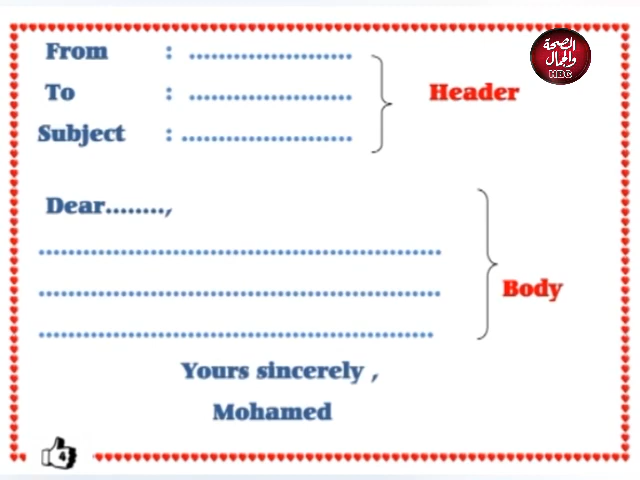 From : ......................
To : ......................
Subject : .......................
Header
الصحة
والجمال
HBC
Dear........,
......................................................
......................................................
.....................................................
Body
Yours sincerely ,
Mohamed
4